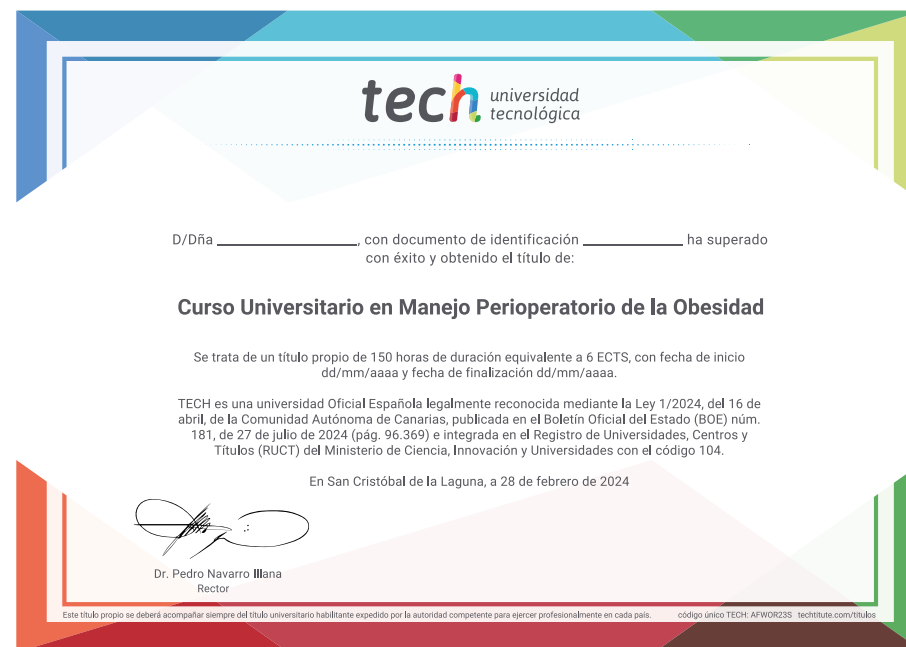 tech universidad
tecnológica
D/Dña ____________________, con documento de identificación ______________ ha superado
con éxito y obtenido el título de:
Curso Universitario en Manejo Perioperatorio de la Obesidad
Se trata de un título propio de 150 horas de duración equivalente a 6 ECTS, con fecha de inicio
dd/mm/aaaa y fecha de finalización dd/mm/aaaa.
TECH es una universidad Oficial Española legalmente reconocida mediante la Ley 1/2024, del 16 de
abril, de la Comunidad Autónoma de Canarias, publicada en el Boletín Oficial del Estado (BOE) núm.
181, de 27 de julio de 2024 (pág. 96.369) e integrada en el Registro de Universidades, Centros y
Títulos (RUCT) del Ministerio de Ciencia, Innovación y Universidades con el código 104.
En San Cristóbal de la Laguna, a 28 de febrero de 2024
Dr. Pedro Navarro Illana
Rector
Este título propio se deberá acompañar siempre del título universitario habilitante expedido por la autoridad competente para ejercer profesionalmente en cada país. código único TECH: AFWOR23S techtitute.com/titulos